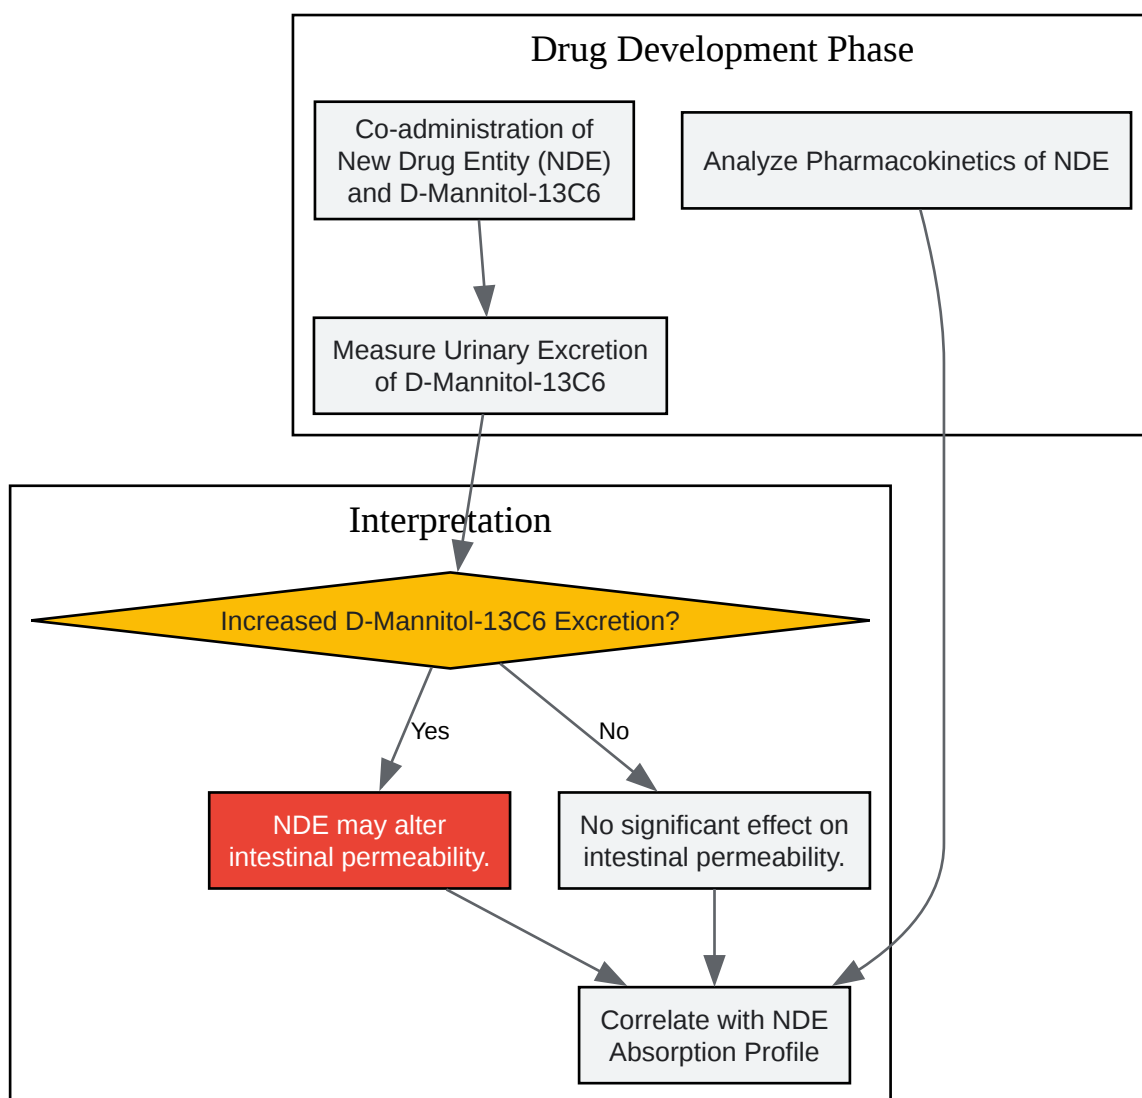 Drug Development Phase
Co-administration of
New Drug Entity (NDE)
and D-Mannitol-13C6
Analyze Pharmacokinetics of NDE
Measure Urinary Excretion
of D-Mannitol-13C6
Interpretation
Increased D-Mannitol-13C6 Excretion?
Yes
No
NDE may alter
intestinal permeability.
No significant effect on
intestinal permeability.
Correlate with NDE
Absorption Profile